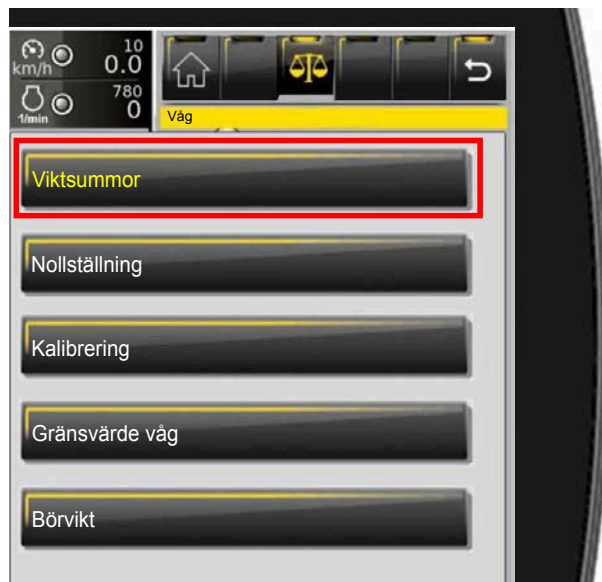 km/h
10
0.0
1/min
780
0
Våg
Viktsummor
Nollställning
Kalibrering
Gränsvärde våg
Börvikt